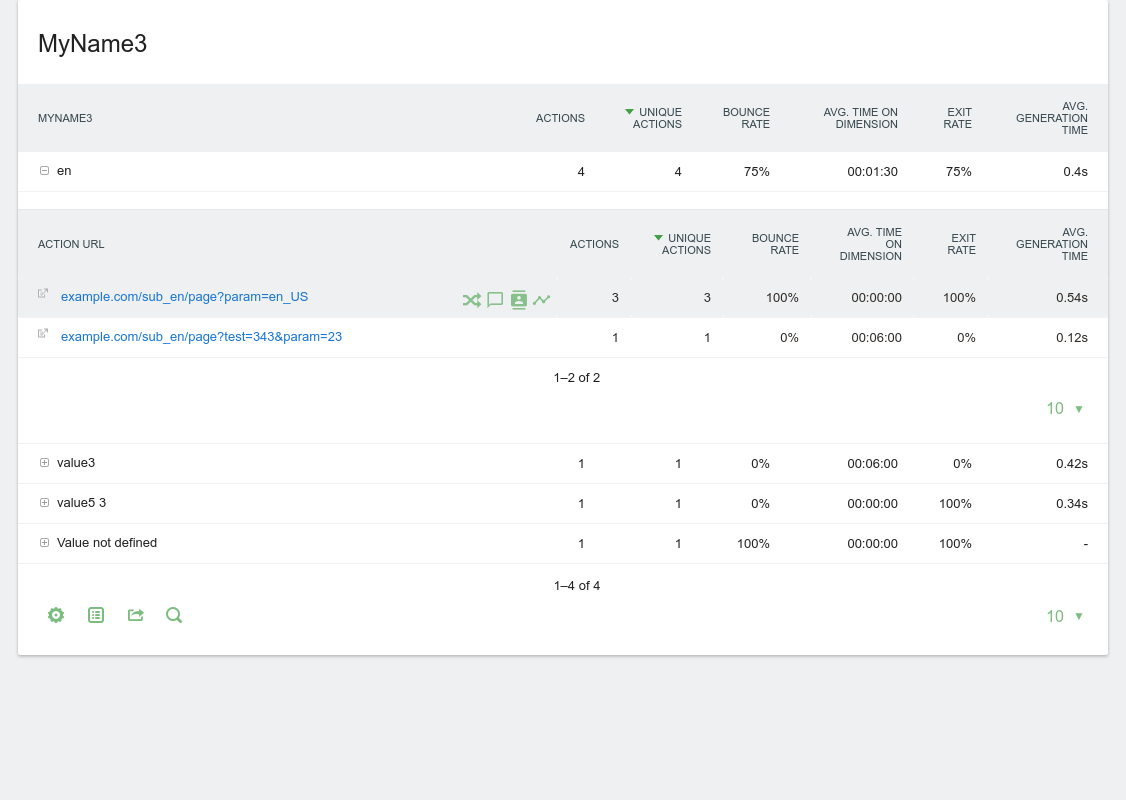 MyName3
MYNAME3 ACTIONS UNIQUE ACTIONS BOUNCE RATE AVG. TIME ON DIMENSION EXIT RATE AVG. GENERATION TIME
en 4 4 75% 00:01:30 75% 0.4s
ACTION URL ACTIONS UNIQUE ACTIONS BOUNCE RATE AVG. TIME ON DIMENSION EXIT RATE AVG. GENERATION TIME
example.com/sub_en/page?param=en_US 3 3 100% 00:00:00 100% 0.54s
example.com/sub_en/page?test=343&param=23 1 1 0% 00:06:00 0% 0.12s
1–2 of 2
10
value3 1 1 0% 00:06:00 0% 0.42s
value5 3 1 1 0% 00:00:00 100% 0.34s
Value not defined 1 1 100% 00:00:00 100% -
1–4 of 4
10